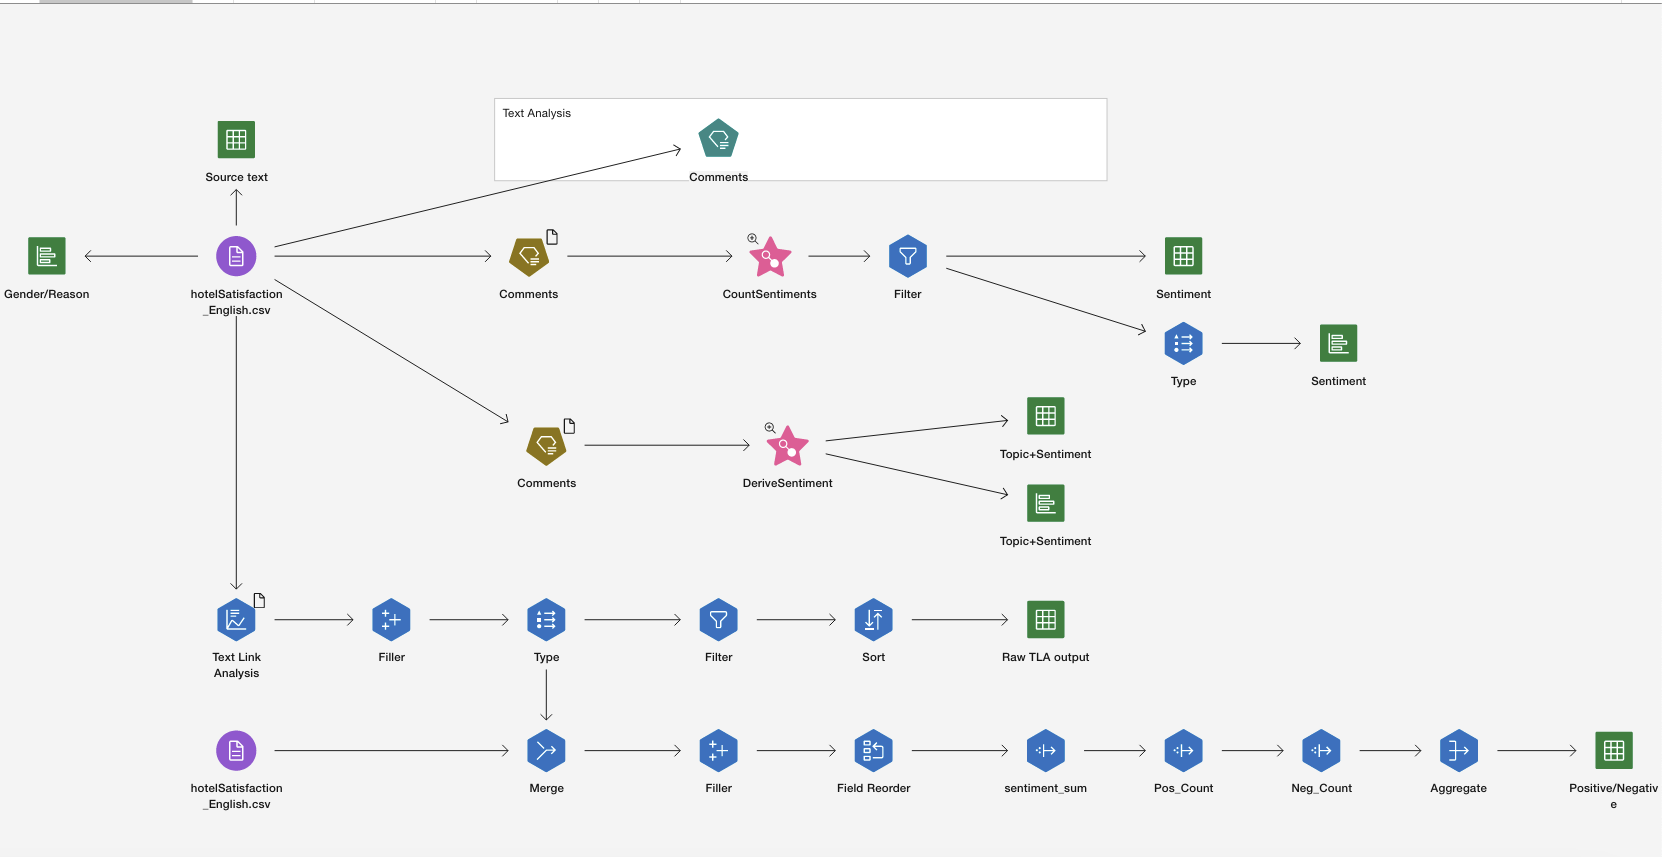 Text Analysis
Source text
Comments
Gender/Reason
hotelSatisfaction
_English.csv
Comments
CountSentiments
Filter
Sentiment
Type
Sentiment
Comments
DeriveSentiment
Topic+Sentiment
Topic+Sentiment
Text Link
Analysis
Filler
Type
Filter
Sort
Raw TLA output
hotelSatisfaction
_English.csv
Merge
Filler
Field Reorder
sentiment_sum
Pos_Count
Neg_Count
Aggregate
Positive/Negativ
e